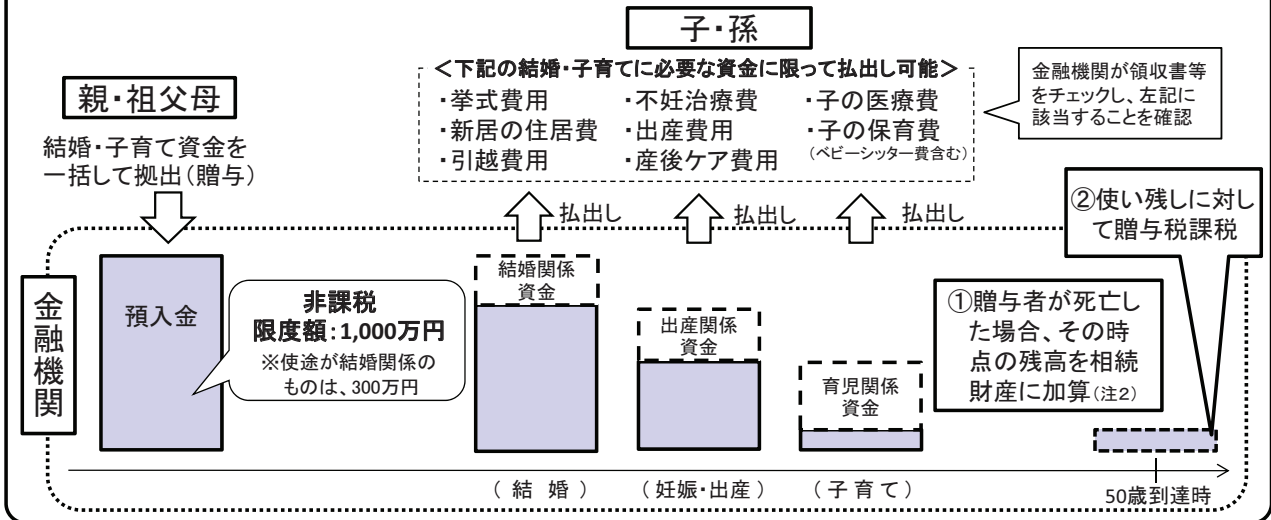 子・孫
＜下記の結婚・子育てに必要な資金に限って払出し可能＞
・挙式費用
・新居の住居費
・引越費用
・不妊治療費
・出産費用
・産後ケア費用
・子の医療費
・子の保育費
（ベビーシッター費含む）
金融機関が領収書等
をチェックし、左記に
該当することを確認
親・祖父母
結婚・子育て資金を
一括して拠出（贈与）
払出し
払出し
払出し
②使い残しに対し
て贈与税課税
金融機関
預入金
非課税
限度額：1,000万円
※使途が結婚関係の
ものは、300万円
結婚関係
資金
出産関係
資金
育児関係
資金
①贈与者が死亡し
た場合、その時
点の残高を相続
財産に加算（注２）
（ 結 婚 ）
（妊娠・出産）
（ 子 育 て ）
50歳到達時